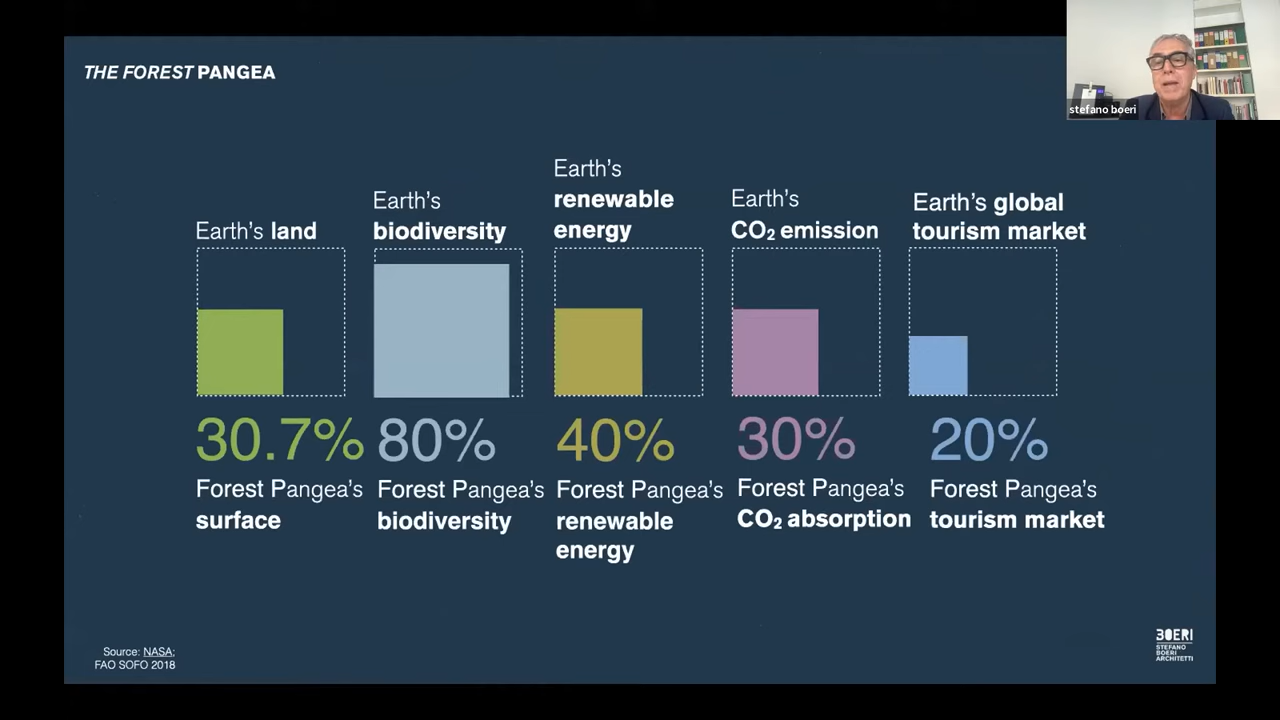 THE FOREST PANGEA
stefano boeri
Earth's land
Earth's
biodiversity
Earth's
renewable
energy
Earth's
CO₂ emission
Earth's global
tourism market
30.7%
Forest Pangea's
surface
80%
Forest Pangea's
biodiversity
40%
Forest Pangea's
renewable
energy
30%
Forest Pangea's
CO₂ absorption
20%
Forest Pangea's
tourism market
Source: NASA;
FAO SOFO 2018
BOERI
STEFANO
BOERI
ARCHITETTI